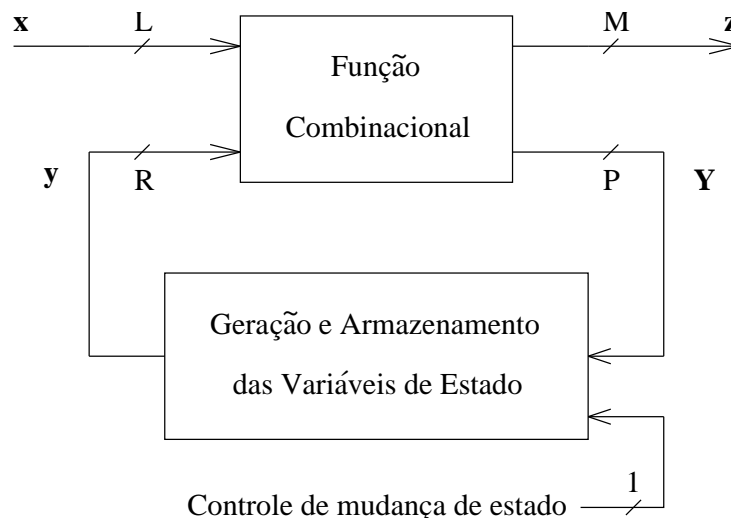 x L M z
Função
Combinacional
y R P Y
Geração e Armazenamento
das Variáveis de Estado
1
Controle de mudança de estado